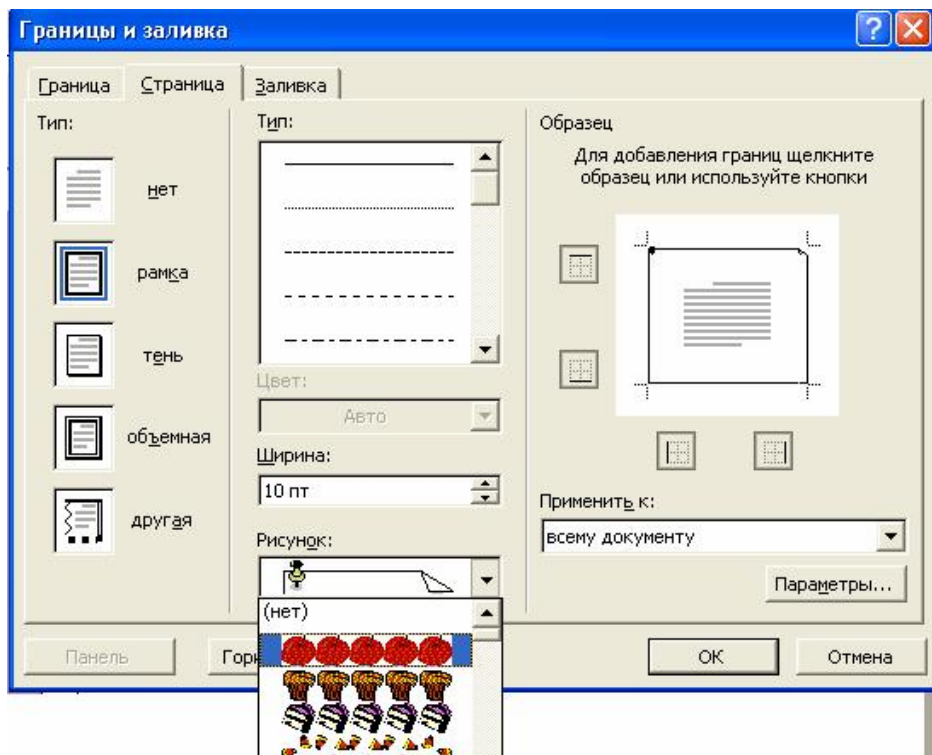 Границы и заливка
Граница
Страница
Заливка
Тип:
нет
рамка
тень
объемная
другая
Тип:
Цвет:
Авто
Ширина:
10 пт
Рисунок:
(нет)
Образец
Для добавления границ щелкните
образец или используйте кнопки
Применить к:
всему документу
Параметры...
Панель
ОК
Отмена